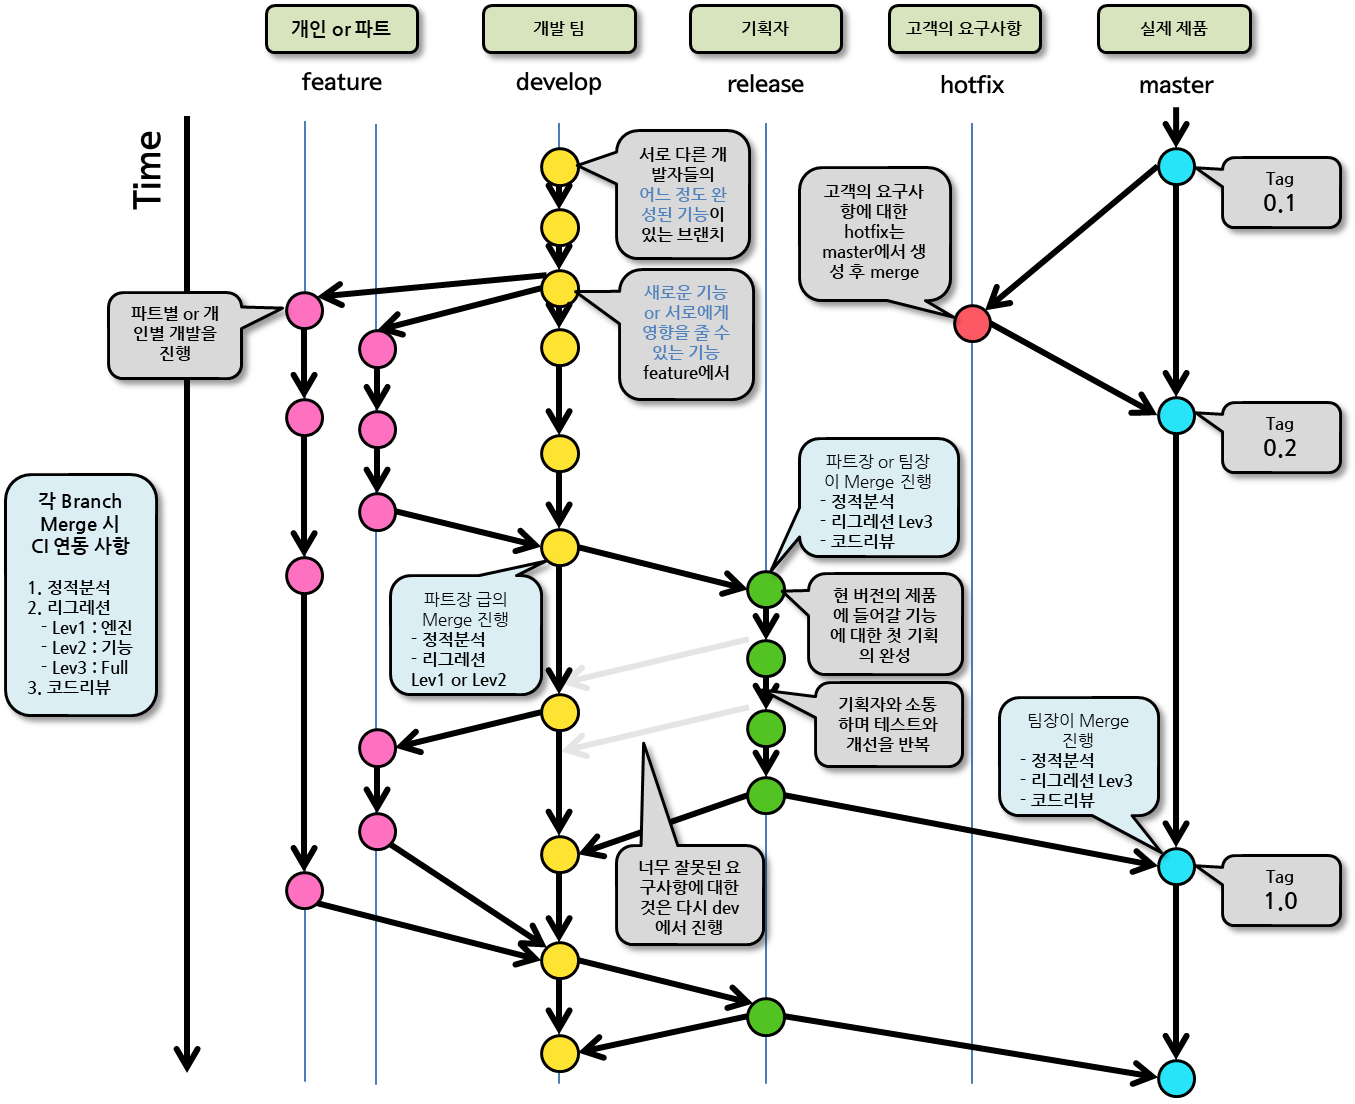 개인 or 파트
개발 팀
기획자
고객의 요구사항
실제 제품
feature
develop
release
hotfix
master
Time
서로 다른 개
발자들의
어느 정도 완
성된 기능이
있는 브랜치
고객의 요구사
항에 대한
hotfix는
master에서 생
성 후 merge
Tag
0.1
새로운 기능
or 서로에게
영향을 줄 수
있는 기능
feature에서
파트별 or 개
인별 개발을
진행
Tag
0.2
파트장 or 팀장
이 Merge 진행
- 정적분석
- 리그레션 Lev3
- 코드리뷰
각 Branch
Merge 시
CI 연동 사항
1. 정적분석
2. 리그레션
- Lev1 : 엔진
- Lev2 : 기능
- Lev3 : Full
3. 코드리뷰
파트장 급의
Merge 진행
- 정적분석
- 리그레션
Lev1 or Lev2
현 버전의 제품
에 들어갈 기능
에 대한 첫 기획
의 완성
기획자와 소통
하며 테스트와
개선을 반복
팀장이 Merge
진행
- 정적분석
- 리그레션 Lev3
- 코드리뷰
너무 잘못된 요
구사항에 대한
것은 다시 dev
에서 진행
Tag
1.0